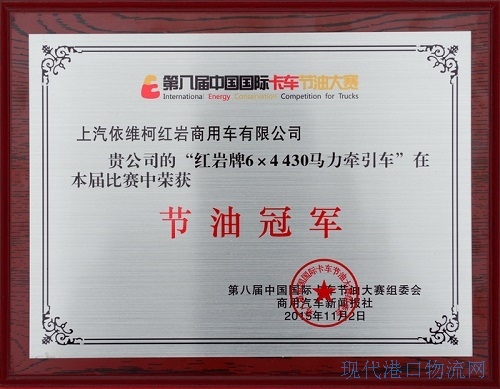 第八届中国国际卡车节油大赛
International Energy Conservation Competition for Trucks
上汽依维柯红岩商用车有限公司
贵公司的“红岩牌6×4 430马力牵引车”在
本届比赛中荣获
节油冠军
第八届中国国际卡车节油大赛组委会
商用汽车新闻报社
2015年11月2日
现代港口物流网